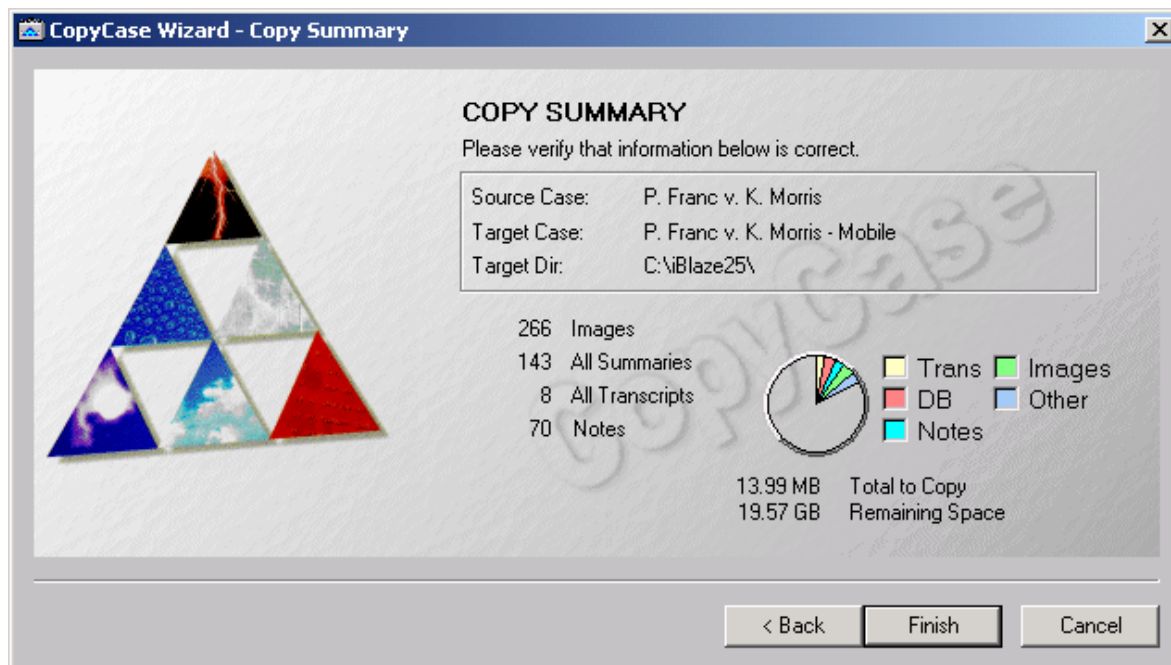 CopyCase Wizard - Copy Summary
COPY SUMMARY
Please verify that information below is correct.
Source Case: P. Franc v. K. Morris
Target Case: P. Franc v. K. Morris - Mobile
Target Dir: C:\iBlaze25\
CopyCase
266 Images
143 All Summaries
8 All Transcripts
70 Notes
Trans Images
DB Other
Notes
13.99 MB Total to Copy
19.57 GB Remaining Space
< Back Finish Cancel